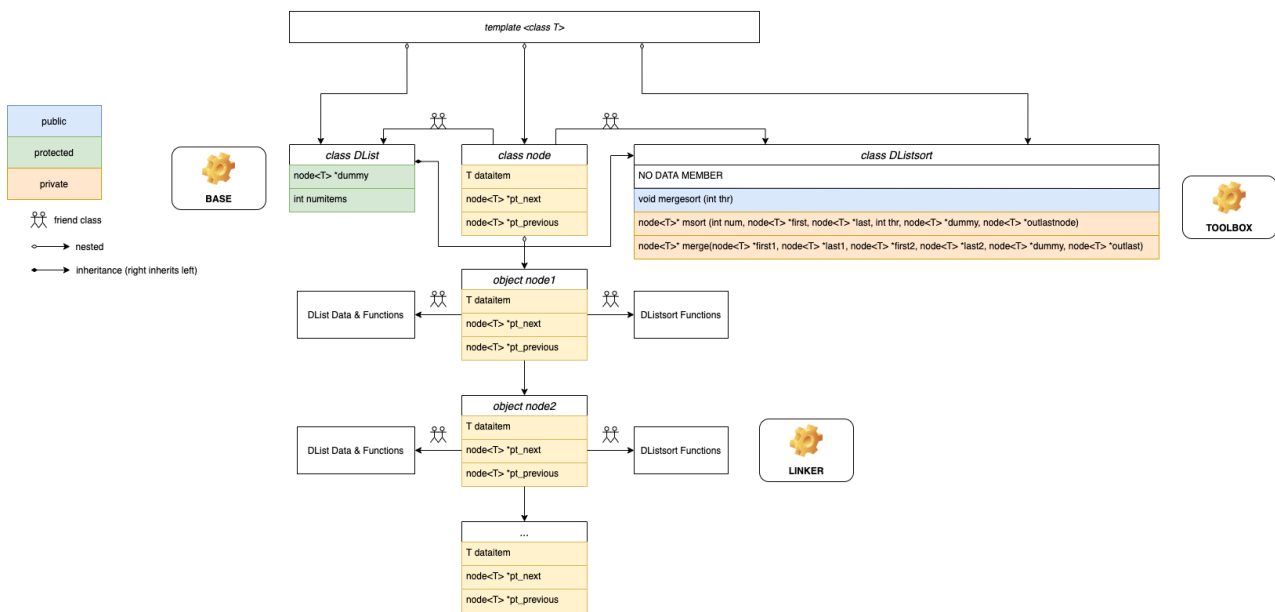 template <class T>
public
protected
private
friend class
nested
inheritance (right inherits left)
BASE
class DList
node<T> *dummy
int numitems
class node
T dataitem
node<T> *pt_next
node<T> *pt_previous
class DListsort
NO DATA MEMBER
void mergesort (int thr)
node<T>* msort (int num, node<T> *first, node<T> *last, int thr, node<T> *dummy, node<T> *outlastnode)
node<T>* merge(node<T> *first1, node<T> *last1, node<T> *first2, node<T> *last2, node<T> *dummy, node<T> *outlast)
TOOLBOX
object node1
T dataitem
node<T> *pt_next
node<T> *pt_previous
DList Data & Functions
DListsort Functions
object node2
T dataitem
node<T> *pt_next
node<T> *pt_previous
DList Data & Functions
DListsort Functions
LINKER
...
T dataitem
node<T> *pt_next
node<T> *pt_previous